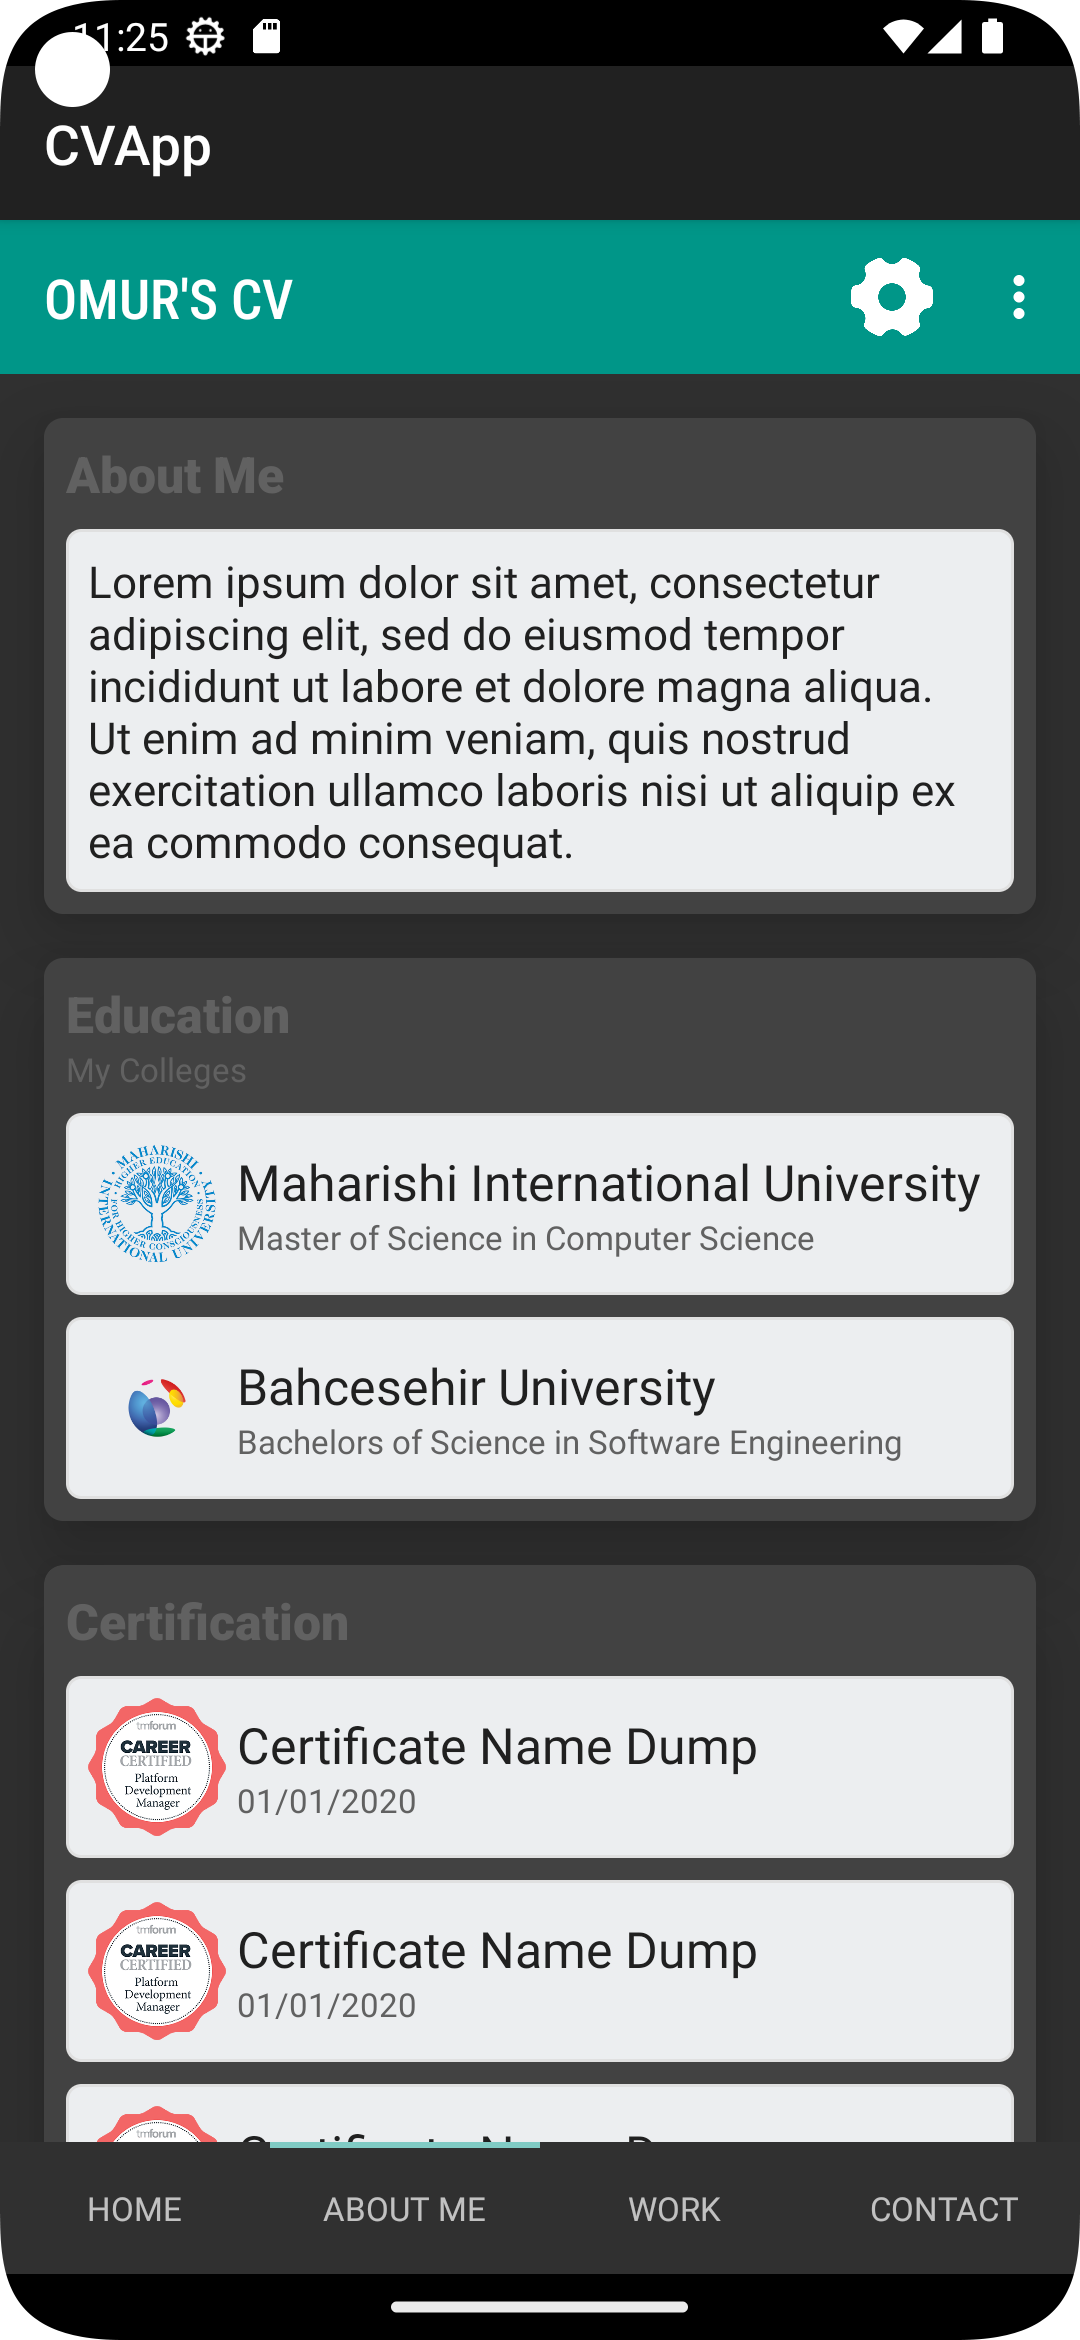 11:25
CVApp
OMUR'S CV
About Me
Lorem ipsum dolor sit amet, consectetur
adipiscing elit, sed do eiusmod tempor
incididunt ut labore et dolore magna aliqua.
Ut enim ad minim veniam, quis nostrud
exercitation ullamco laboris nisi ut aliquip ex
ea commodo consequat.
Education
My Colleges
MAHARISHI INTERNATIONAL UNIVERSITY
HIGHER EDUCATION FOR HIGHER CONSCIOUSNESS
Maharishi International University
Master of Science in Computer Science
Bahcesehir University
Bachelors of Science in Software Engineering
Certification
tmforum
CAREER
CERTIFIED
Platform
Development
Manager
Certificate Name Dump
01/01/2020
tmforum
CAREER
CERTIFIED
Platform
Development
Manager
Certificate Name Dump
01/01/2020
tmforum
HOME
ABOUT ME
WORK
CONTACT